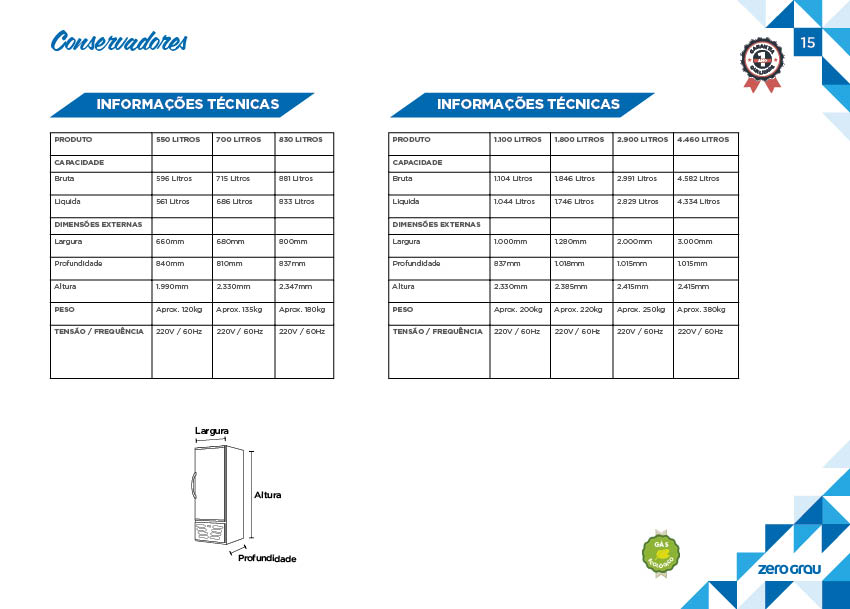 Conservadores
15
GARANTIA
1
ANO
INFORMAÇÕES TÉCNICAS
PRODUTO 550 LITROS 700 LITROS 830 LITROS
CAPACIDADE
Bruta 596 Litros 715 Litros 881 Litros
Liquida 561 Litros 686 Litros 833 Litros
DIMENSÕES EXTERNAS
Largura 660mm 680mm 800mm
Profundidade 840mm 810mm 837mm
Altura 1.990mm 2.330mm 2.347mm
PESO Aprox. 120kg Aprox. 135kg Aprox. 180kg
TENSÃO / FREQUÊNCIA 220V / 60Hz 220V / 60Hz 220V / 60Hz
INFORMAÇÕES TÉCNICAS
PRODUTO 1.100 LITROS 1.800 LITROS 2.900 LITROS 4.460 LITROS
CAPACIDADE
Bruta 1.104 Litros 1.846 Litros 2.991 Litros 4.582 Litros
Liquida 1.044 Litros 1.746 Litros 2.829 Litros 4.334 Litros
DIMENSÕES EXTERNAS
Largura 1.000mm 1.280mm 2.000mm 3.000mm
Profundidade 837mm 1.018mm 1.015mm 1.015mm
Altura 2.330mm 2.385mm 2.415mm 2.415mm
PESO Aprox. 200kg Aprox. 220kg Aprox. 250kg Aprox. 380kg
TENSÃO / FREQUÊNCIA 220V / 60Hz 220V / 60Hz 220V / 60Hz 220V / 60Hz
Largura
Altura
Profundidade
GÁS
ECOLÓGICO
zero grau